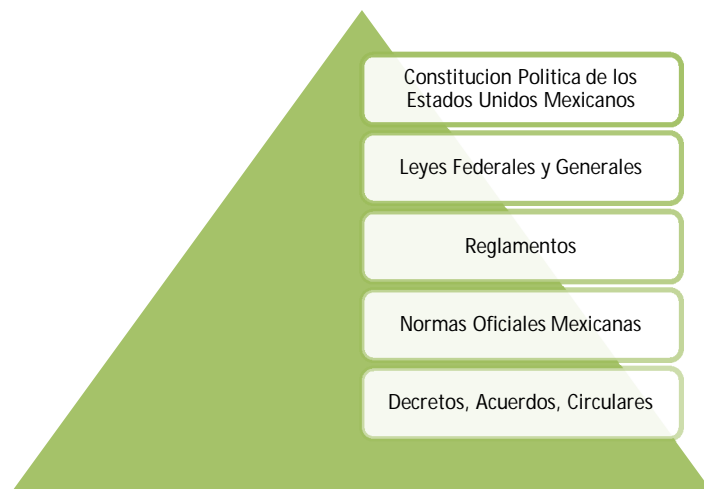 Constitucion Politica de los
Estados Unidos Mexicanos
Leyes Federales y Generales
Reglamentos
Normas Oficiales Mexicanas
Decretos, Acuerdos, Circulares